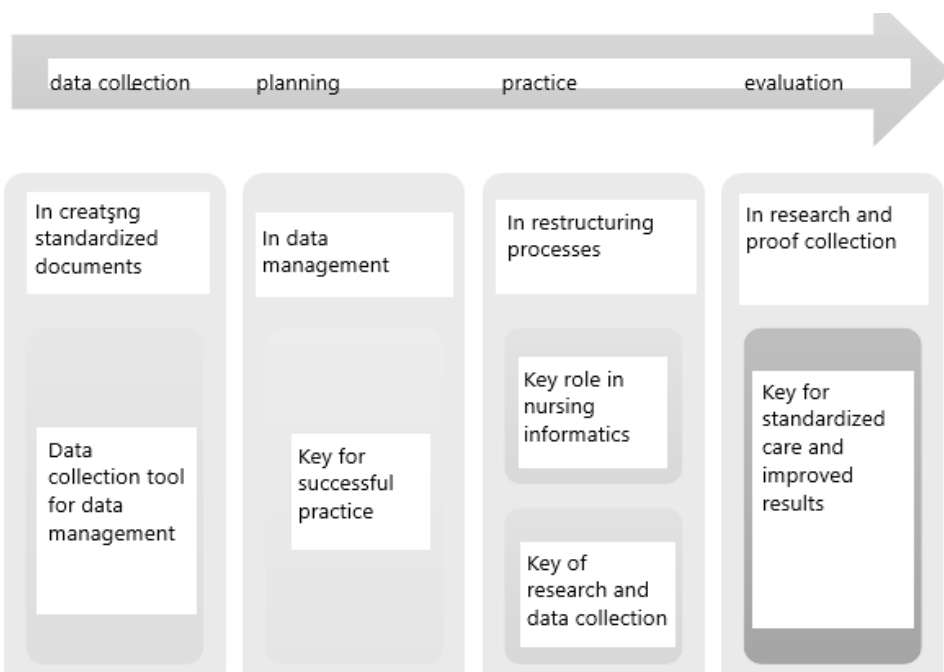 data collection planning practice evaluation
In creatşng
standardized
documents
Data
collection tool
for data
management
In data
management
Key for
successful
practice
In restructuring
processes
Key role in
nursing
informatics
Key of
research and
data collection
In research and
proof collection
Key for
standardized
care and
improved
results